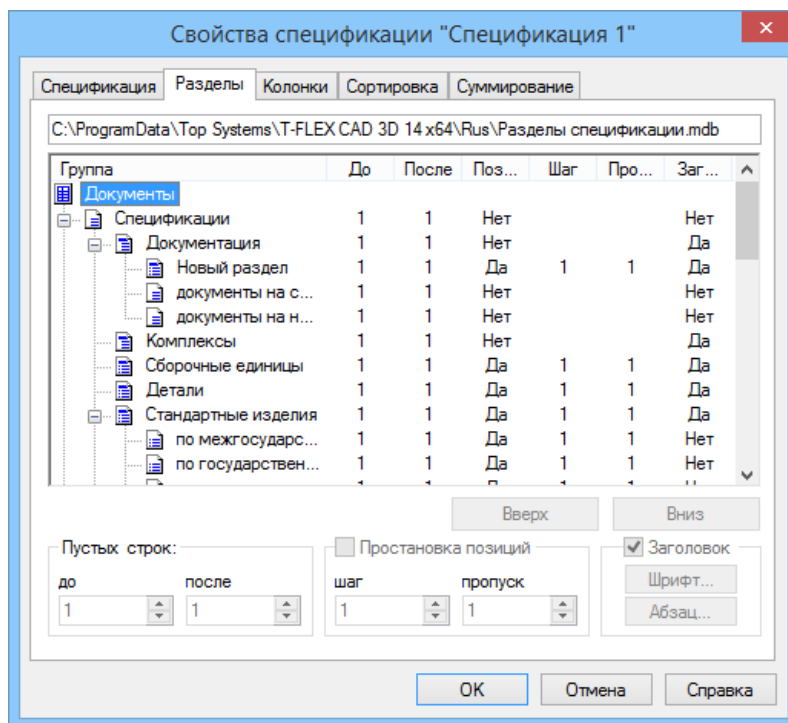 Свойства спецификации "Спецификация 1"
Спецификация Разделы Колонки Сортировка Суммирование
C:\ProgramData\Top Systems\T-FLEX CAD 3D 14 x64\Rus\Разделы спецификации.mdb
Группа До После Поз... Шаг Про... Заг...
Документы
Спецификации 1 1 Нет Нет
Документация 1 1 Нет Да
Новый раздел 1 1 Да 1 1 Да
документы на с... 1 1 Нет Нет
документы на н... 1 1 Нет Нет
Комплексы 1 1 Нет Да
Сборочные единицы 1 1 Да 1 1 Да
Детали 1 1 Да 1 1 Да
Стандартные изделия 1 1 Да 1 1 Да
по межгосударс... 1 1 Да 1 1 Нет
по государствен... 1 1 Да 1 1 Нет
Вверх Вниз
Пустых строк: Простановка позиций Заголовок
до после шаг пропуск Шрифт...
1 1 1 1 Абзац...
OK Отмена Справка